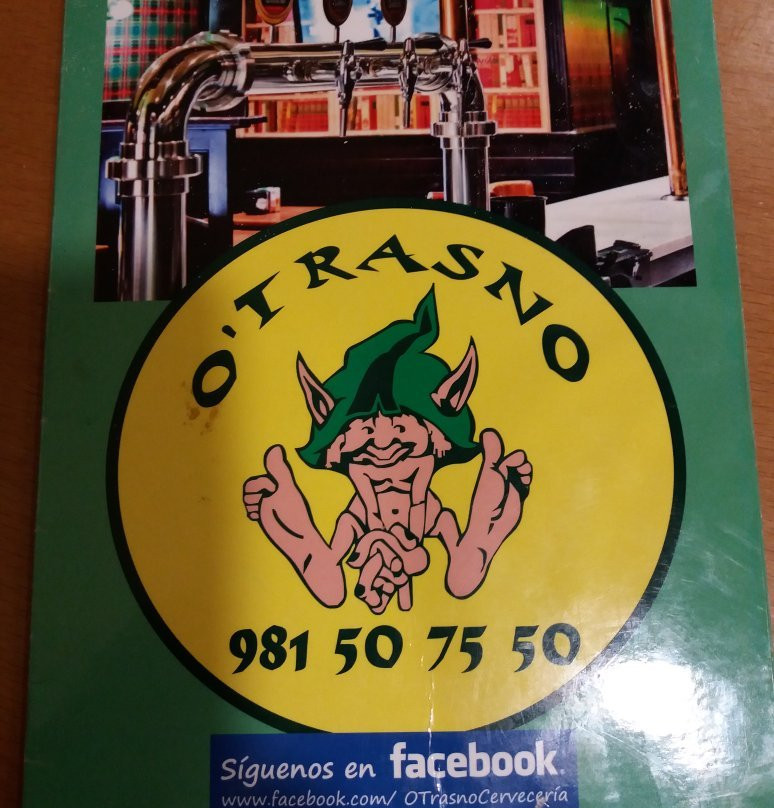 O'TRASNO
981 50 75 50
Síguenos en facebook.
www.facebook.com/ OTrasnoCervecería